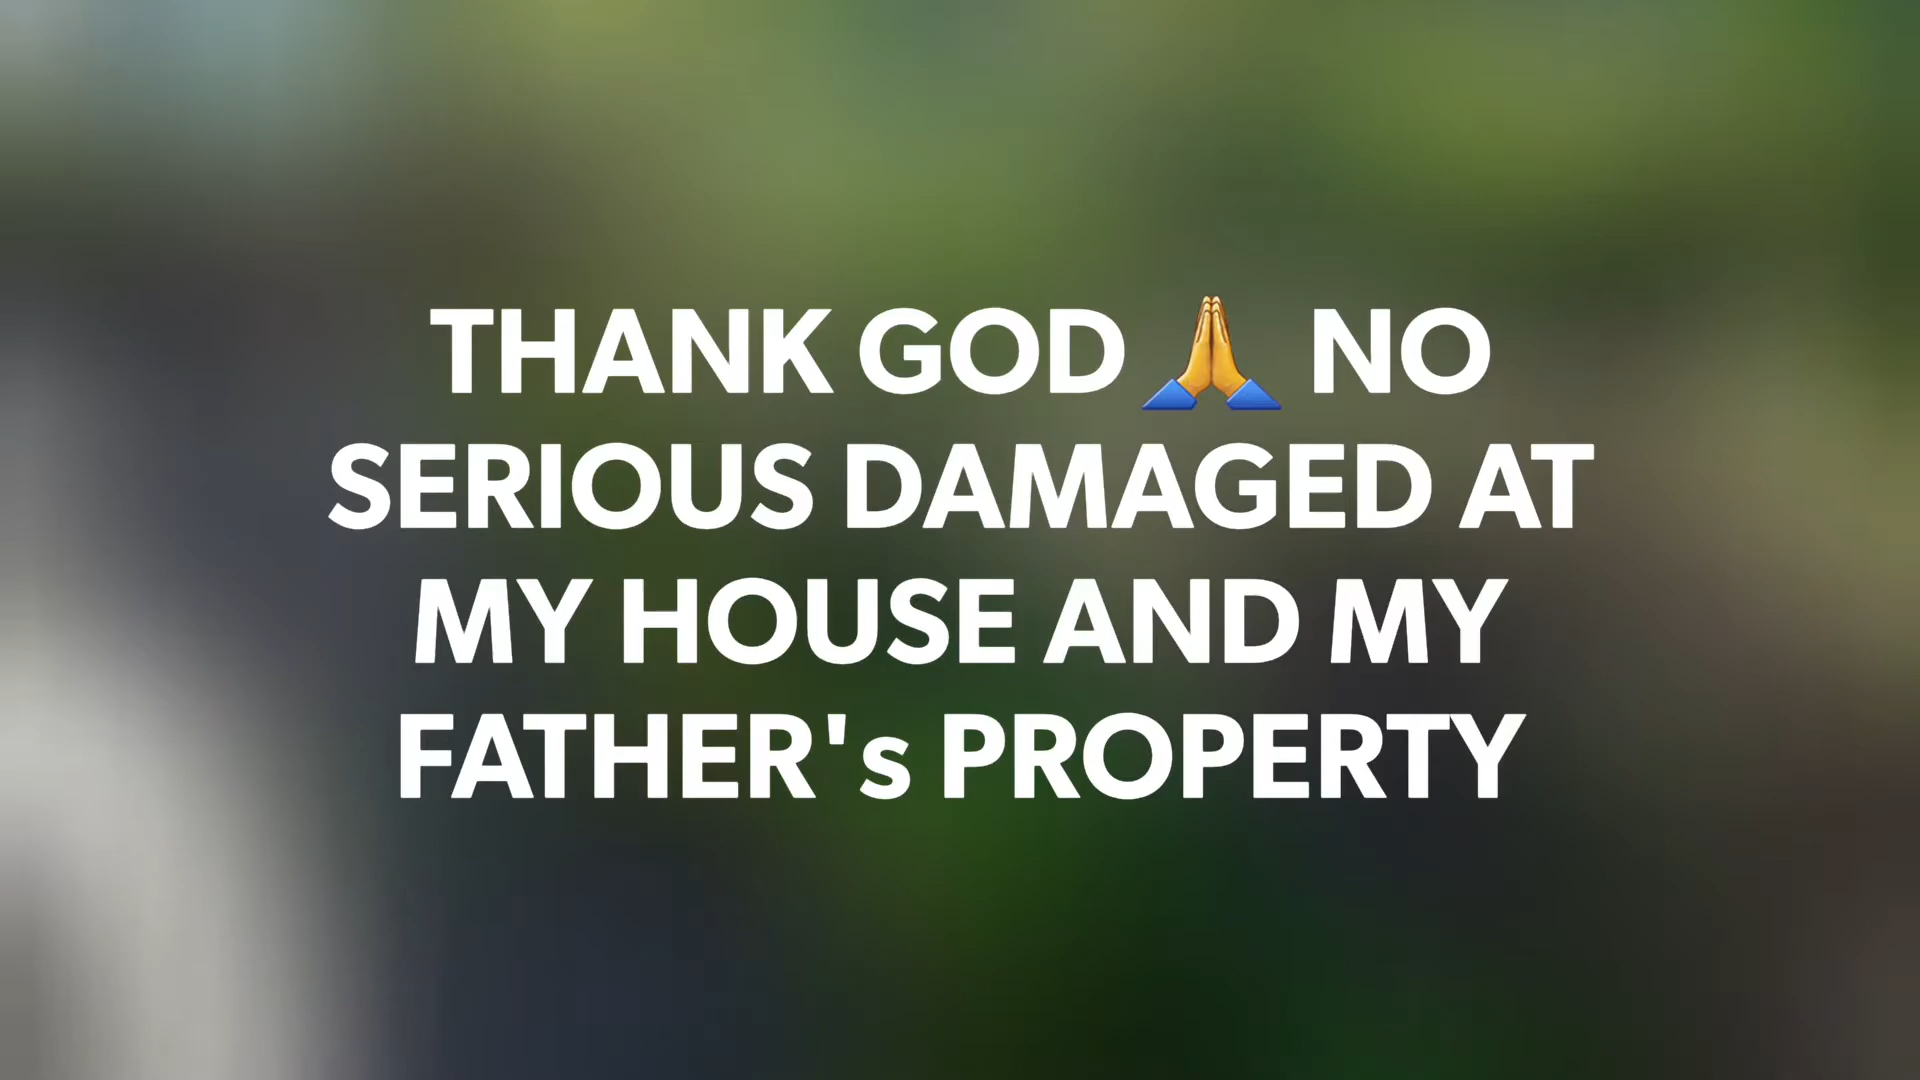 THANK GOD 🙏 NO
SERIOUS DAMAGED AT
MY HOUSE AND MY
FATHER's PROPERTY